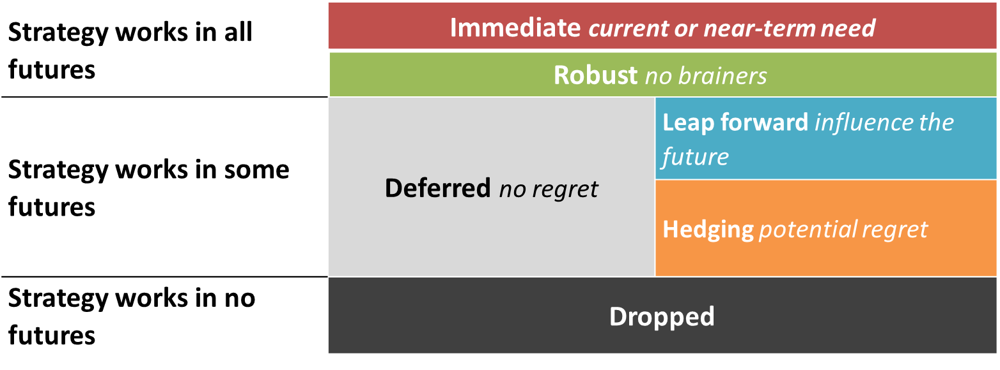 Strategy works in all
futures
Immediate current or near-term need
Robust no brainers
Strategy works in some
futures
Deferred no regret
Leap forward influence the
future
Hedging potential regret
Strategy works in no
futures
Dropped